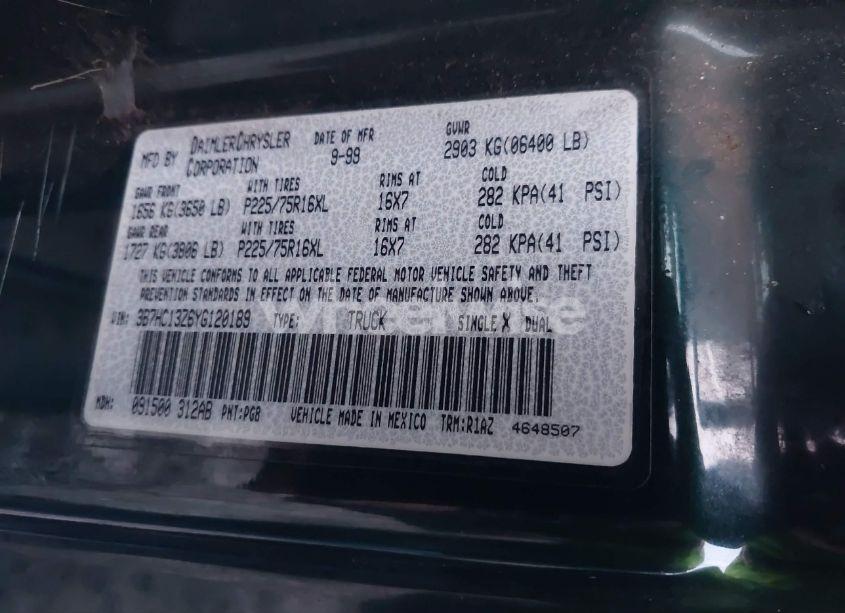 MFD BY DAIMLERCHRYSLER CORPORATION DATE OF MFR 9-99 GVWR 2903 KG(06400 LB)
GAWR FRONT WITH TIRES RIMS AT COLD
1656 KG(3650 LB) P225/75R16XL 16X7 282 KPA(41 PSI)
GAWR REAR WITH TIRES RIMS AT COLD
1727 KG(3806 LB) P225/75R16XL 16X7 282 KPA(41 PSI)
THIS VEHICLE CONFORMS TO ALL APPLICABLE FEDERAL MOTOR VEHICLE SAFETY AND THEFT
PREVENTION STANDARDS IN EFFECT ON THE DATE OF MANUFACTURE SHOWN ABOVE.
VIN: 3B7HC13Z6YG120189 TYPE: TRUCK SINGLE X DUAL
MDH: 091500 312AB PNT:PG8 VEHICLE MADE IN MEXICO TRM:R1AZ 4648507